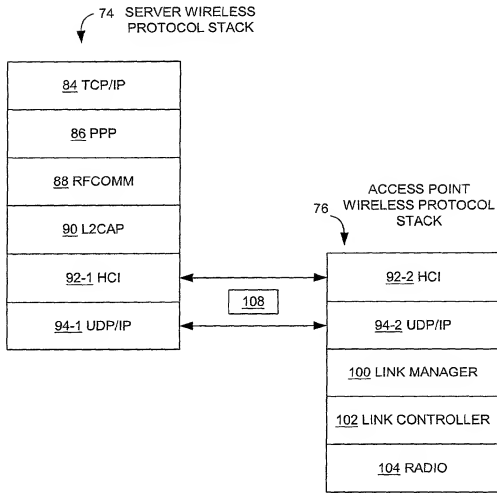 74 SERVER WIRELESS
PROTOCOL STACK
84 TCP/IP
86 PPP
88 RFCOMM
90 L2CAP
92-1 HCI
94-1 UDP/IP
108
76
ACCESS POINT
WIRELESS PROTOCOL
STACK
92-2 HCI
94-2 UDP/IP
100 LINK MANAGER
102 LINK CONTROLLER
104 RADIO